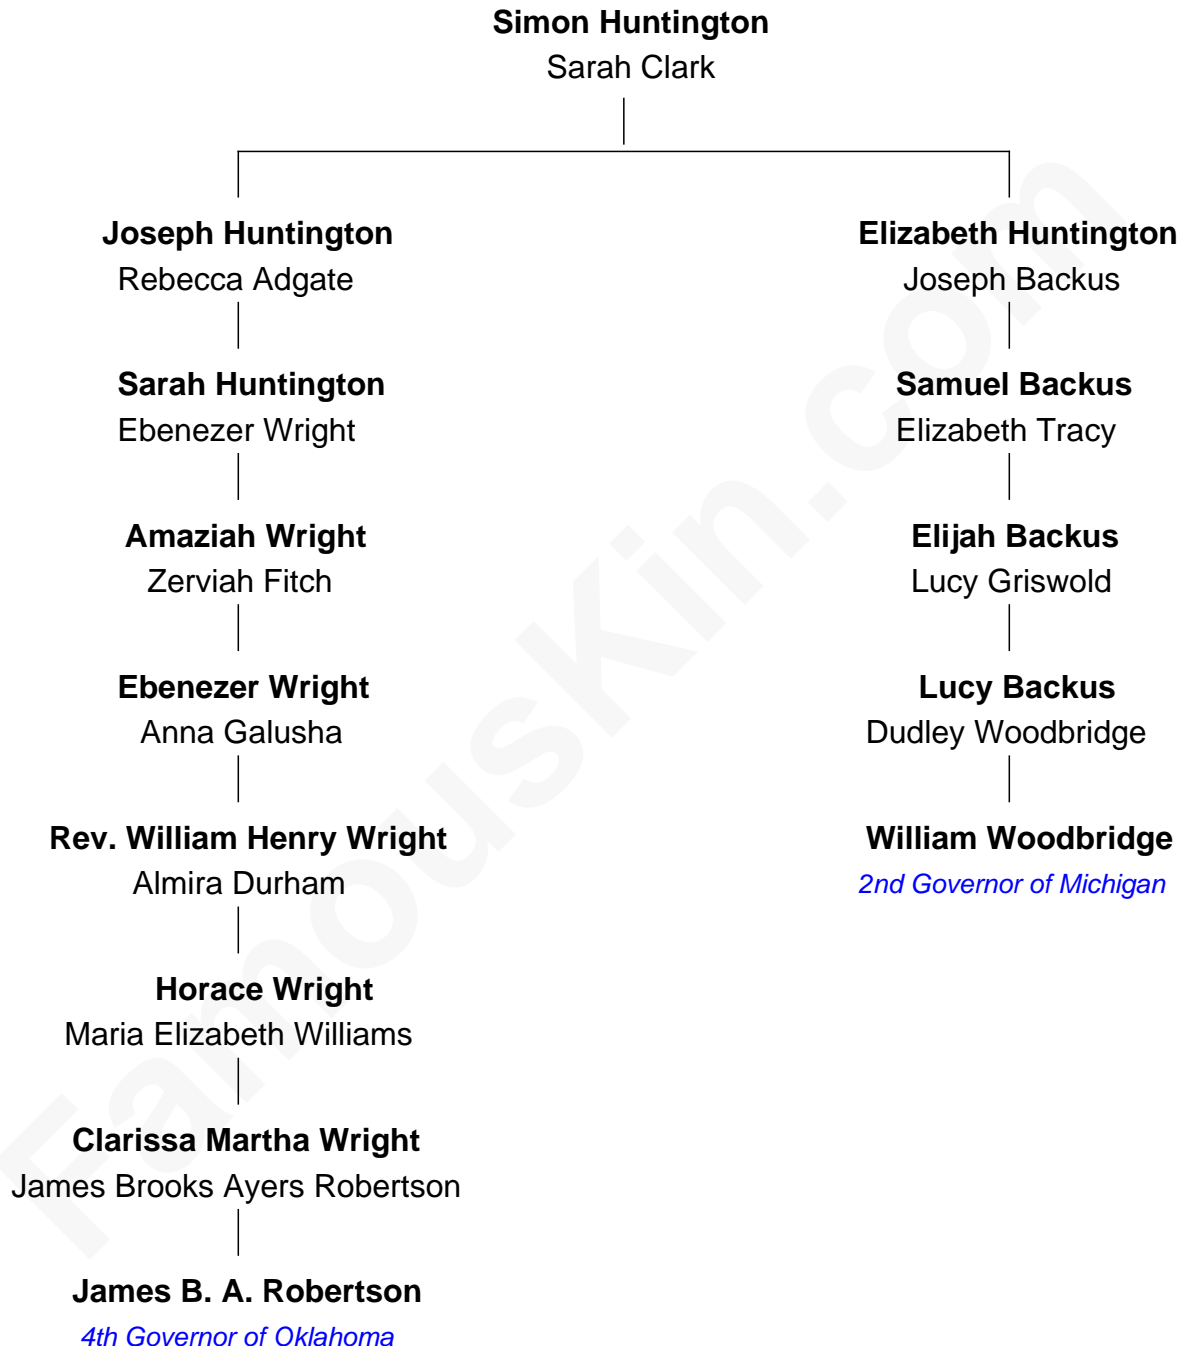 Simon Huntington
Sarah Clark
Joseph Huntington
Rebecca Adgate
Elizabeth Huntington
Joseph Backus
Sarah Huntington
Ebenezer Wright
Samuel Backus
Elizabeth Tracy
Amaziah Wright
Zerviah Fitch
Elijah Backus
Lucy Griswold
Ebenezer Wright
Anna Galusha
Lucy Backus
Dudley Woodbridge
Rev. William Henry Wright
Almira Durham
William Woodbridge
2nd Governor of Michigan
Horace Wright
Maria Elizabeth Williams
Clarissa Martha Wright
James Brooks Ayers Robertson
James B. A. Robertson
4th Governor of Oklahoma
FamousKin.com